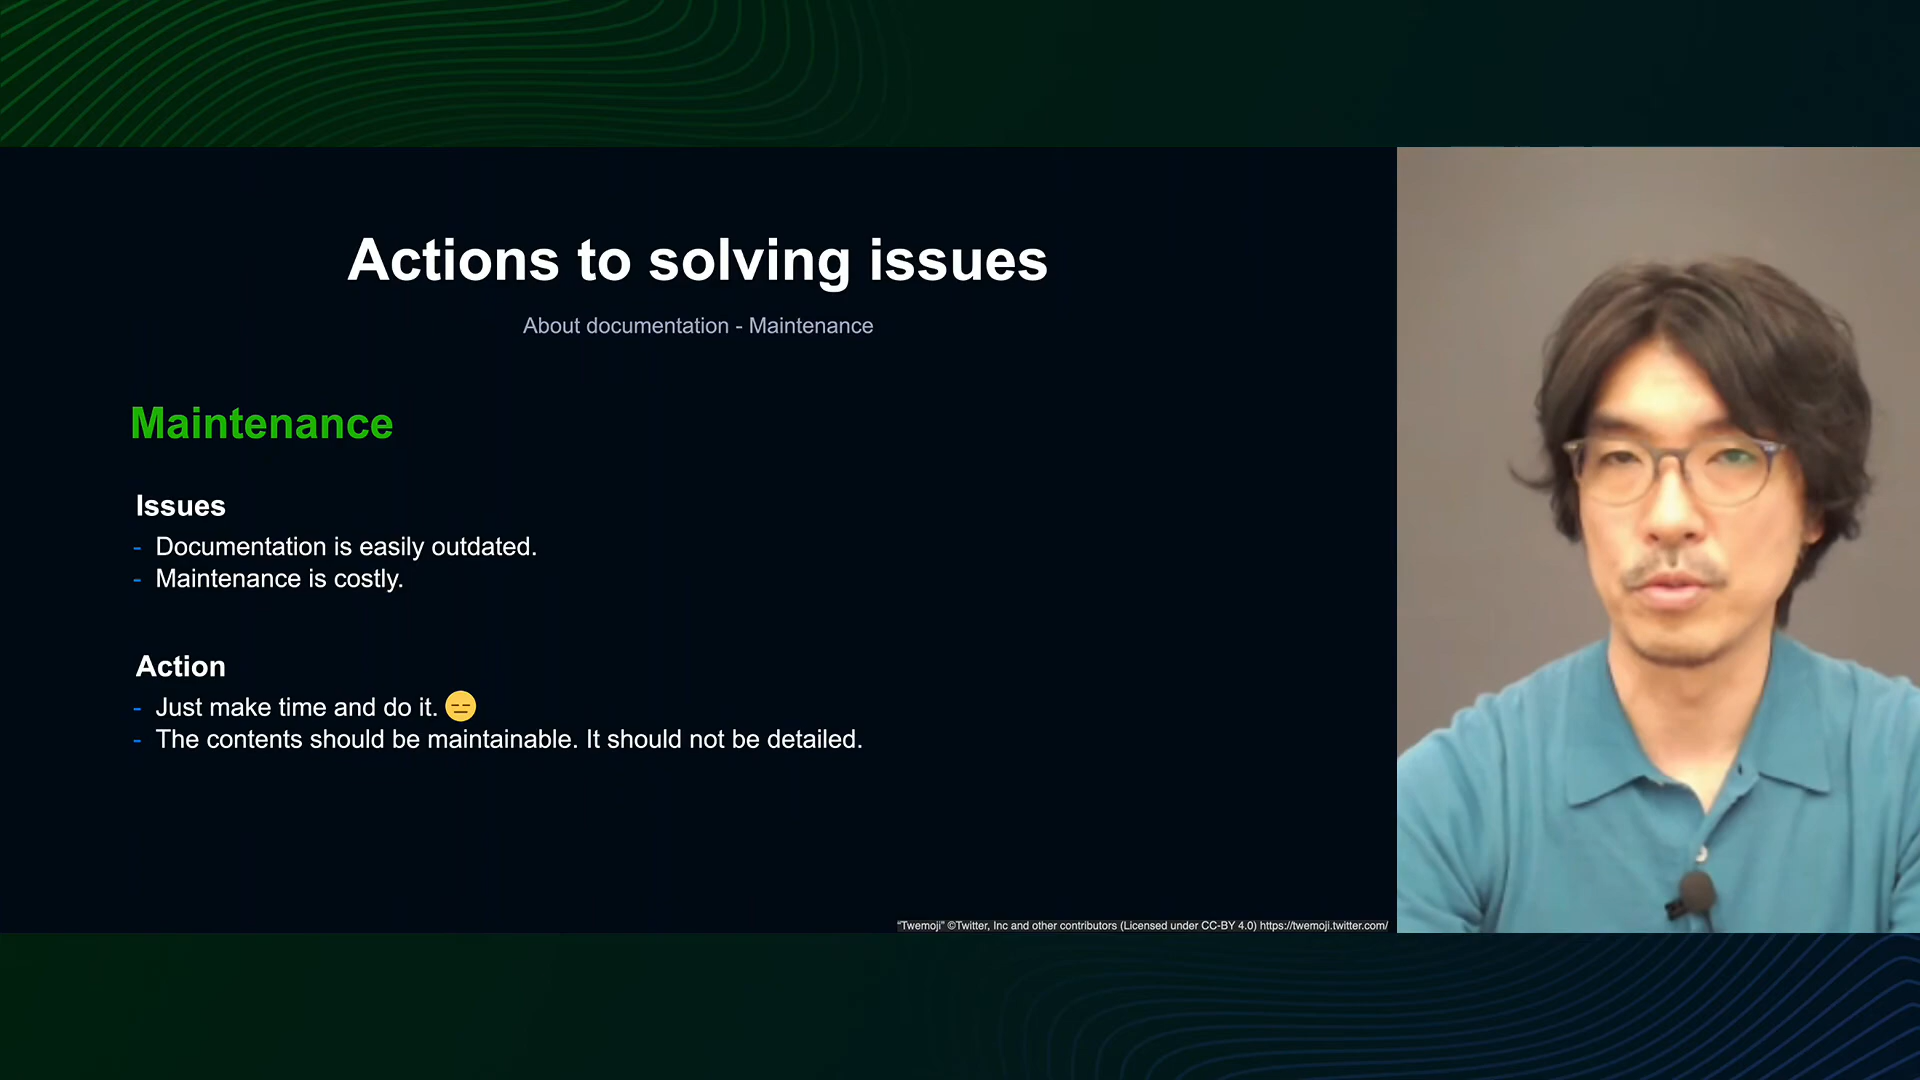 Actions to solving issues
About documentation - Maintenance
Maintenance
Issues
- Documentation is easily outdated.
- Maintenance is costly.
Action
- Just make time and do it. 😑
- The contents should be maintainable. It should not be detailed.
"Twemoji" ©Twitter, Inc and other contributors (Licensed under CC-BY 4.0) https://twemoji.twitter.com/